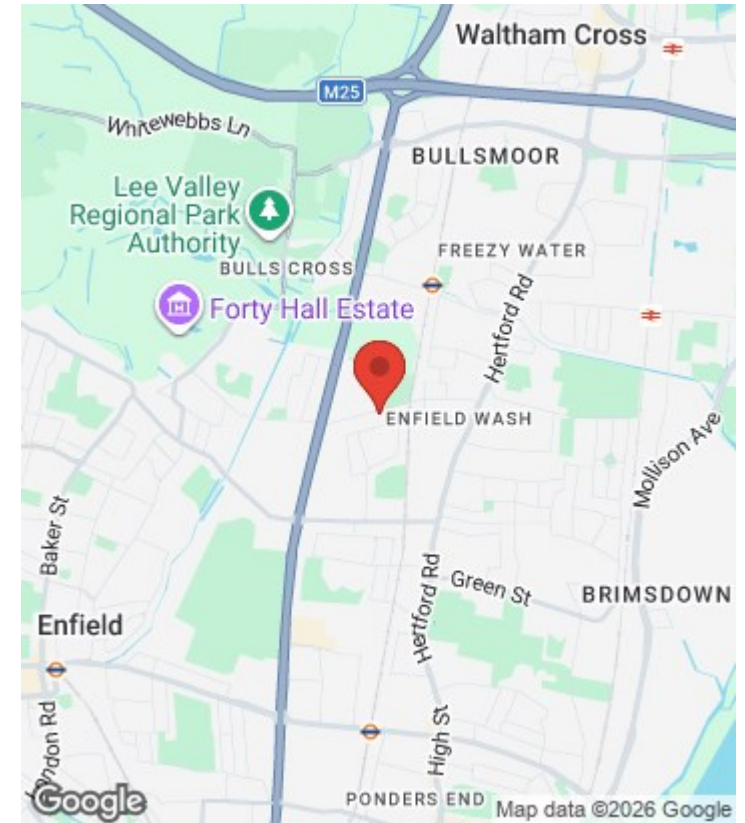 Waltham Cross
M25
Whitewebbs Ln
BULLSMOOR
Lee Valley
Regional Park
Authority
BULLS CROSS
FREEZY WATER
Forty Hall Estate
Hertford Rd
ENFIELD WASH
Mollison Ave
Baker St
Green St
BRIMSDOWN
Hertford Rd
Enfield
London Rd
High St
PONDERS END
Google
Map data ©2026 Google